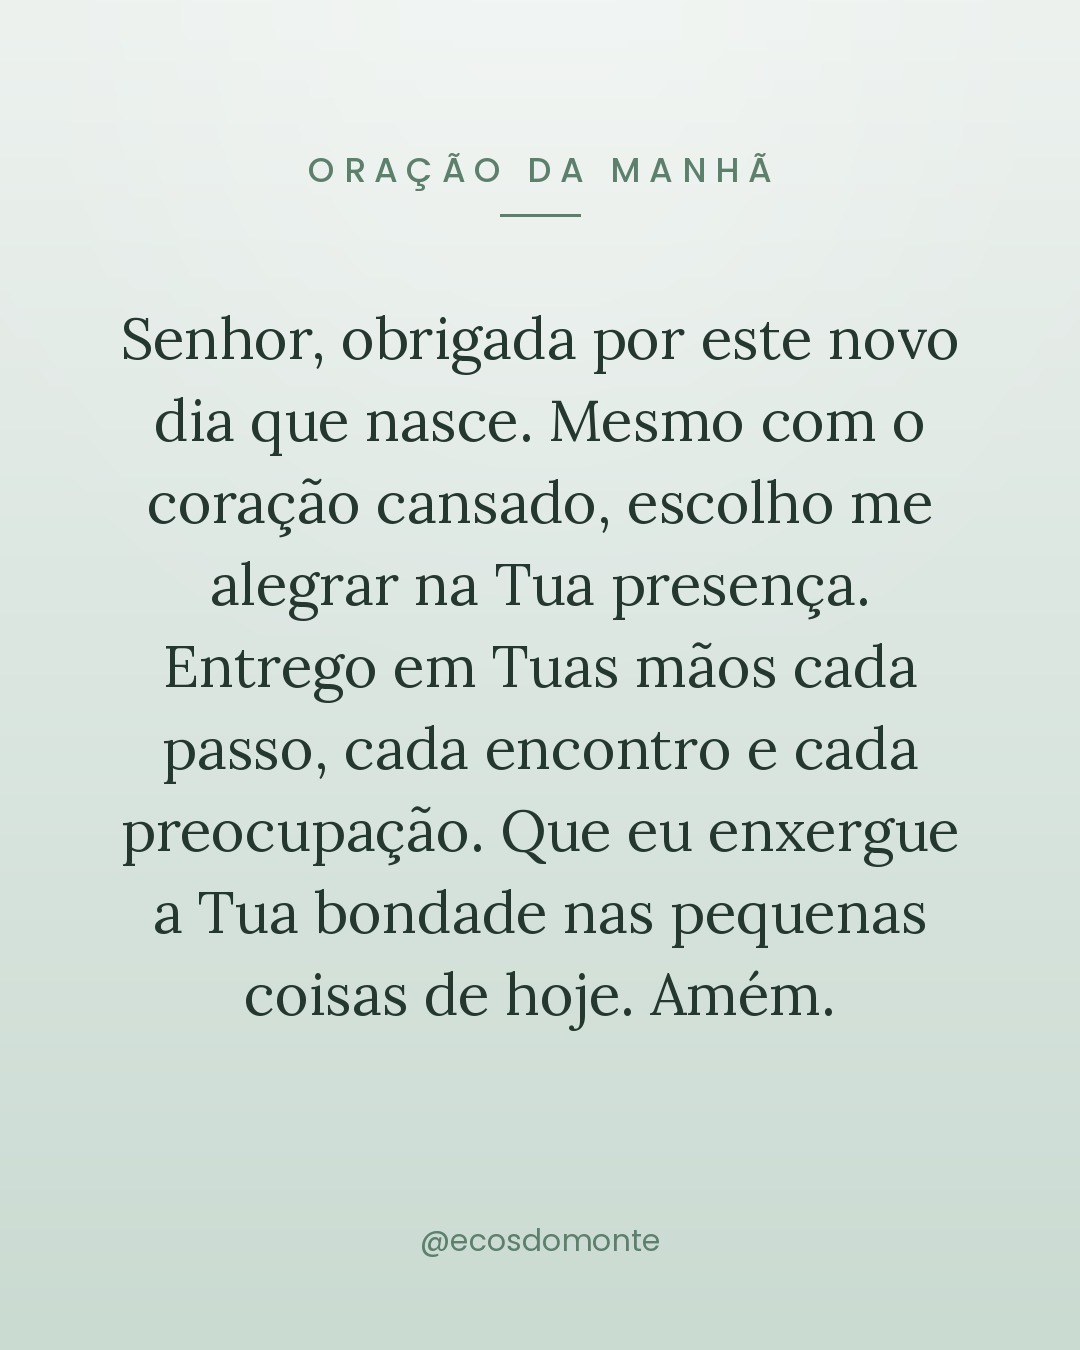 ORAÇÃO DA MANHÃ
Senhor, obrigada por este novo
dia que nasce. Mesmo com o
coração cansado, escolho me
alegrar na Tua presença.
Entrego em Tuas mãos cada
passo, cada encontro e cada
preocupação. Que eu enxergue
a Tua bondade nas pequenas
coisas de hoje. Amém.
@ecosdomonte